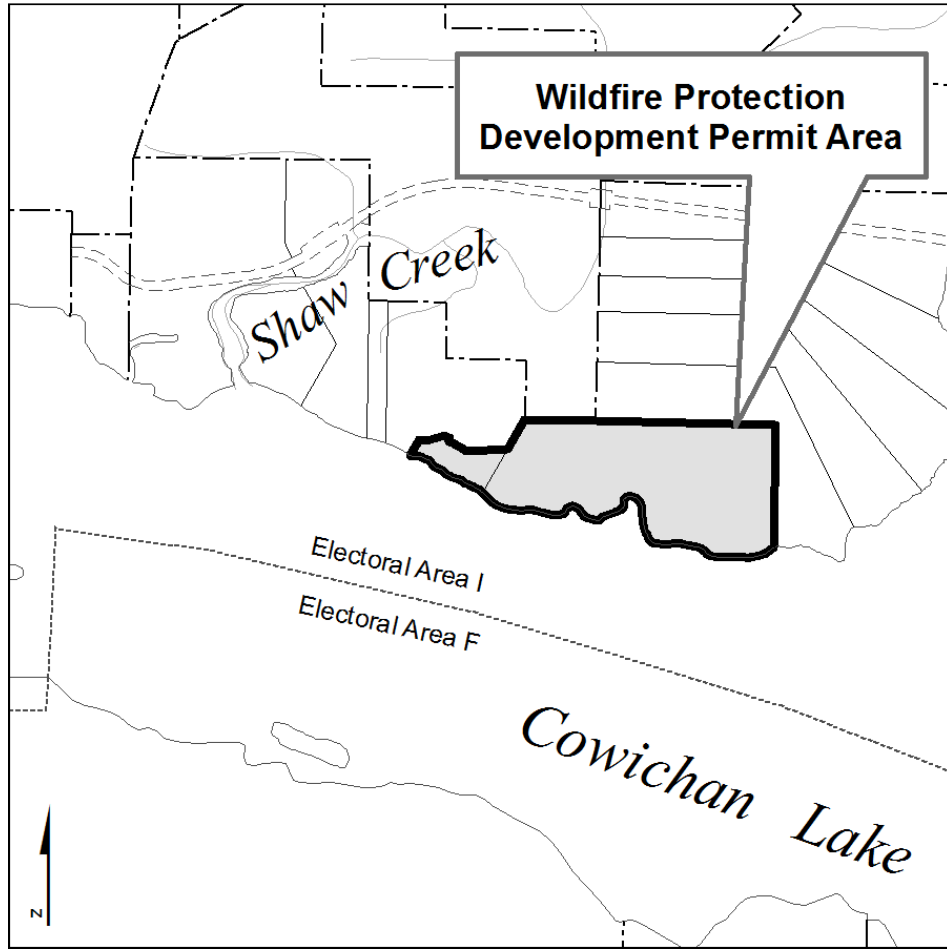 Wildfire Protection
Development Permit Area
Shaw Creek
Electoral Area I
Electoral Area F
Cowichan Lake
N